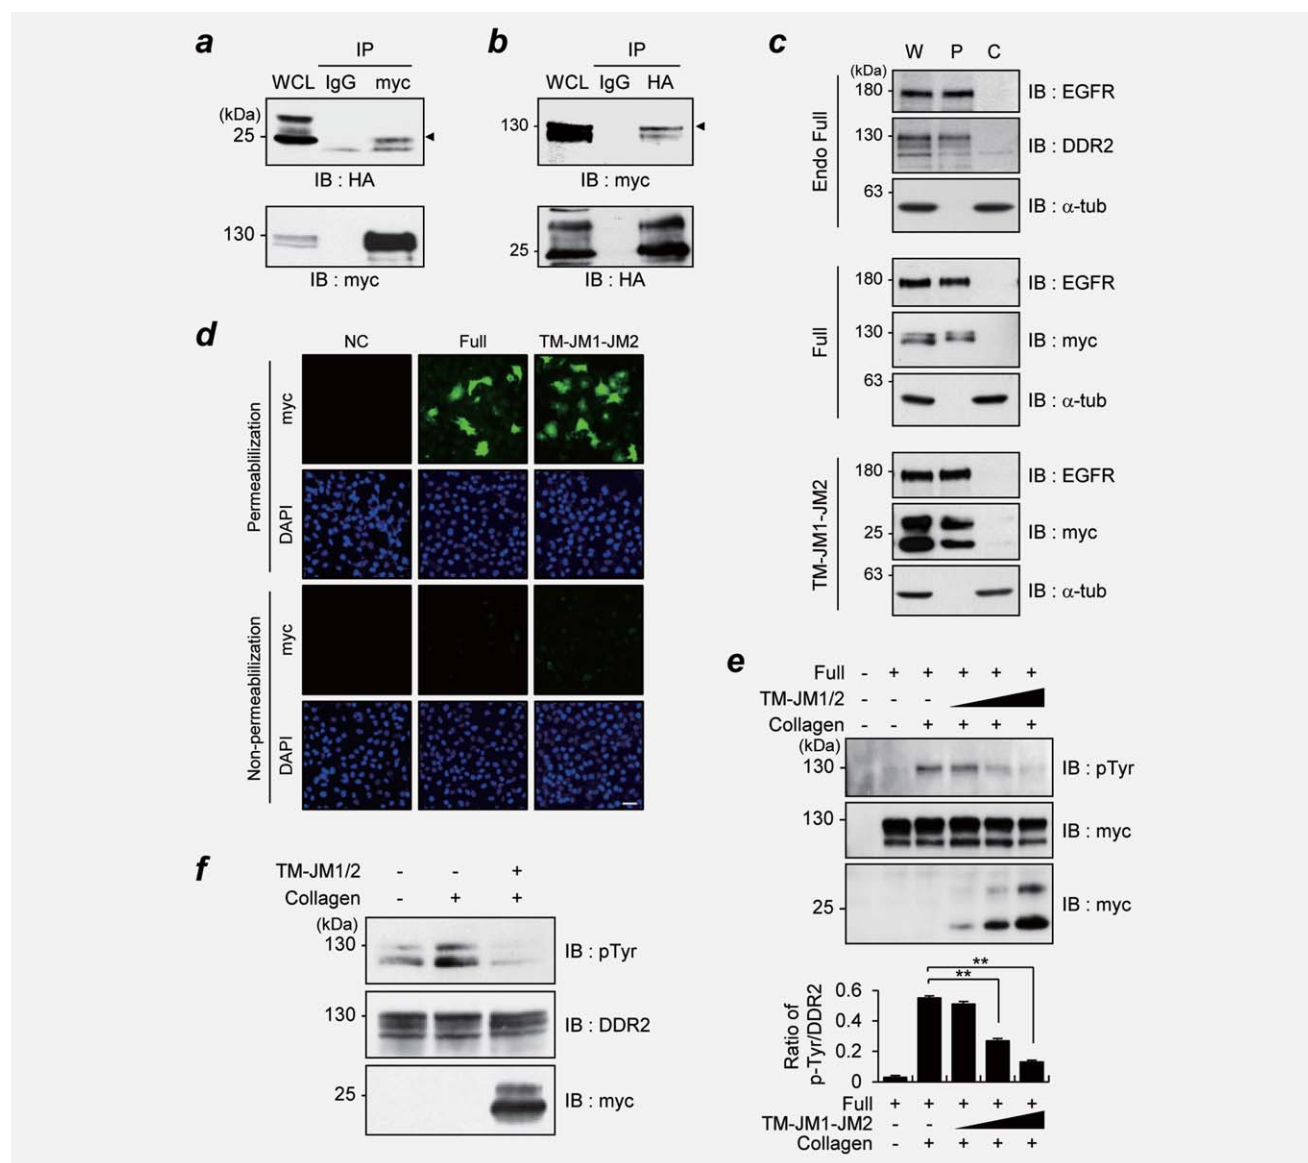 a
IP
WCL IgG myc
(kDa)
25
IB : HA
130
IB : myc
b
IP
WCL IgG HA
130
IB : myc
25
IB : HA
c
W P C
(kDa)
Endo Full
180 IB : EGFR
130 IB : DDR2
63 IB : α-tub
Full
180 IB : EGFR
130 IB : myc
63 IB : α-tub
TM-JM1-JM2
180 IB : EGFR
25 IB : myc
63 IB : α-tub
d
NC Full TM-JM1-JM2
Permeablilization
myc
DAPI
Non-permeablilization
myc
DAPI
e
Full - + + + + +
TM-JM1/2 - - -
Collagen - - + + + +
(kDa)
130 IB : pTyr
130 IB : myc
25 IB : myc
**
**
Ratio of
p-Tyr/DDR2
0.6
0.4
0.2
0
Full + + + + +
TM-JM1-JM2 - -
Collagen - + + + +
f
TM-JM1/2 - - +
Collagen - + +
(kDa)
130 IB : pTyr
130 IB : DDR2
25 IB : myc